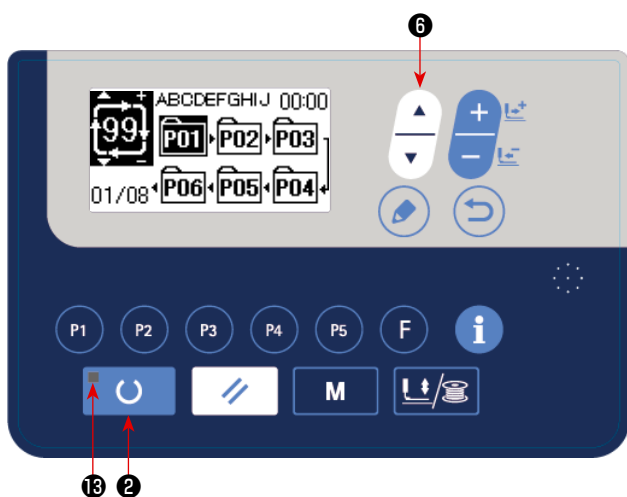 ❻
ABCDEFGHIJ 00:00
99
P01 P02 P03
01/08 P06 P05 P04
P1 P2 P3 P4 P5 F i
M
⓭ ❷